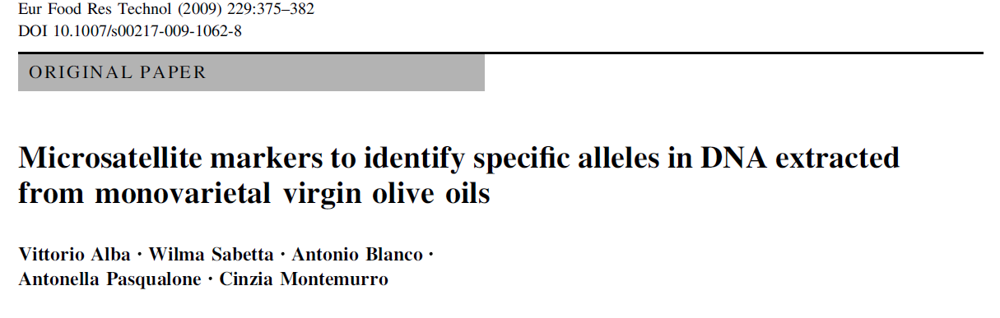 Eur Food Res Technol (2009) 229:375–382
DOI 10.1007/s00217-009-1062-8
ORIGINAL PAPER
Microsatellite markers to identify specific alleles in DNA extracted
from monovarietal virgin olive oils
Vittorio Alba · Wilma Sabetta · Antonio Blanco ·
Antonella Pasqualone · Cinzia Montemurro